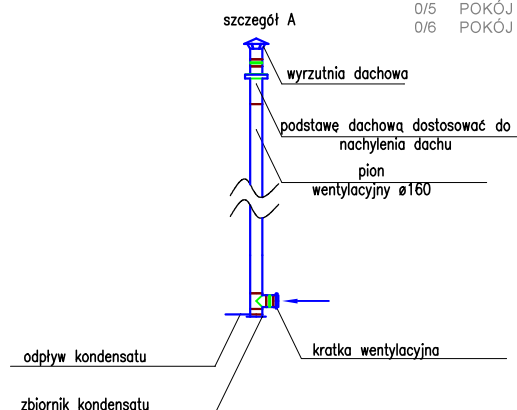 0/5 POKÓJ
0/6 POKÓJ
szczegół A
wyrzutnia dachowa
podstawę dachową dostosować do
nachylenia dachu
pion
wentylacyjny ø160
kratka wentylacyjna
odpływ kondensatu
zbiornik kondensatu